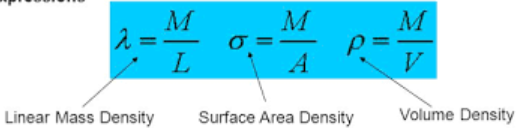 λ = M/L σ = M/A ρ = M/V
Linear Mass Density Surface Area Density Volume Density